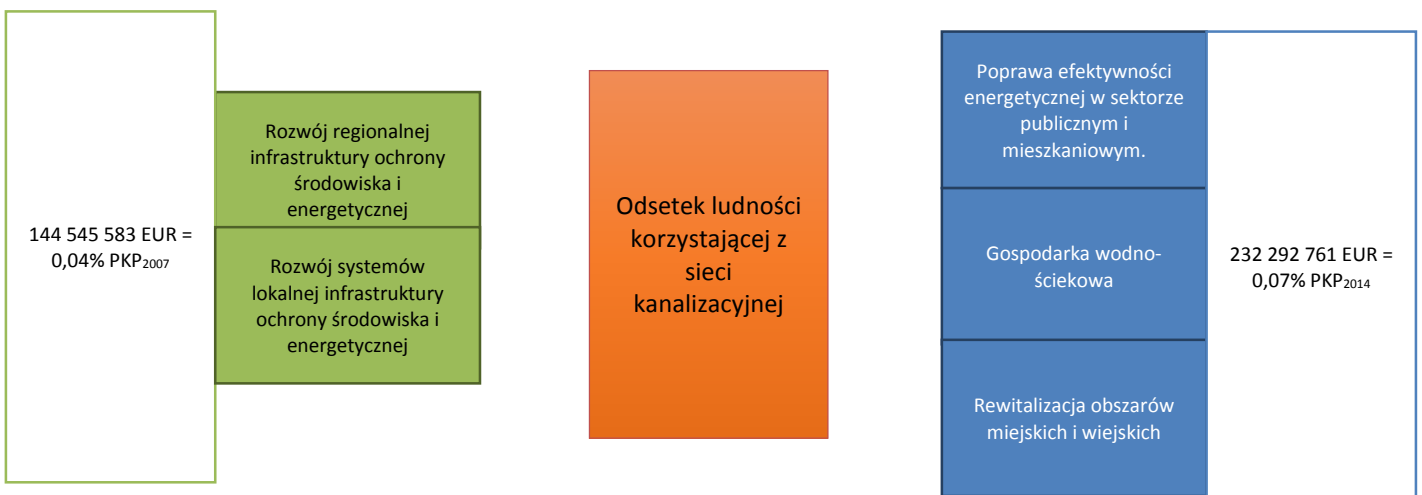 144 545 583 EUR =
0,04% PKP2007
Rozwój regionalnej
infrastruktury ochrony
środowiska i
energetycznej
Rozwój systemów
lokalnej infrastruktury
ochrony środowiska i
energetycznej
Odsetek ludności
korzystającej z
sieci
kanalizacyjnej
Poprawa efektywności
energetycznej w sektorze
publicznym i
mieszkaniowym.
Gospodarka wodno-
ściekowa
Rewitalizacja obszarów
miejskich i wiejskich
232 292 761 EUR =
0,07% PKP2014